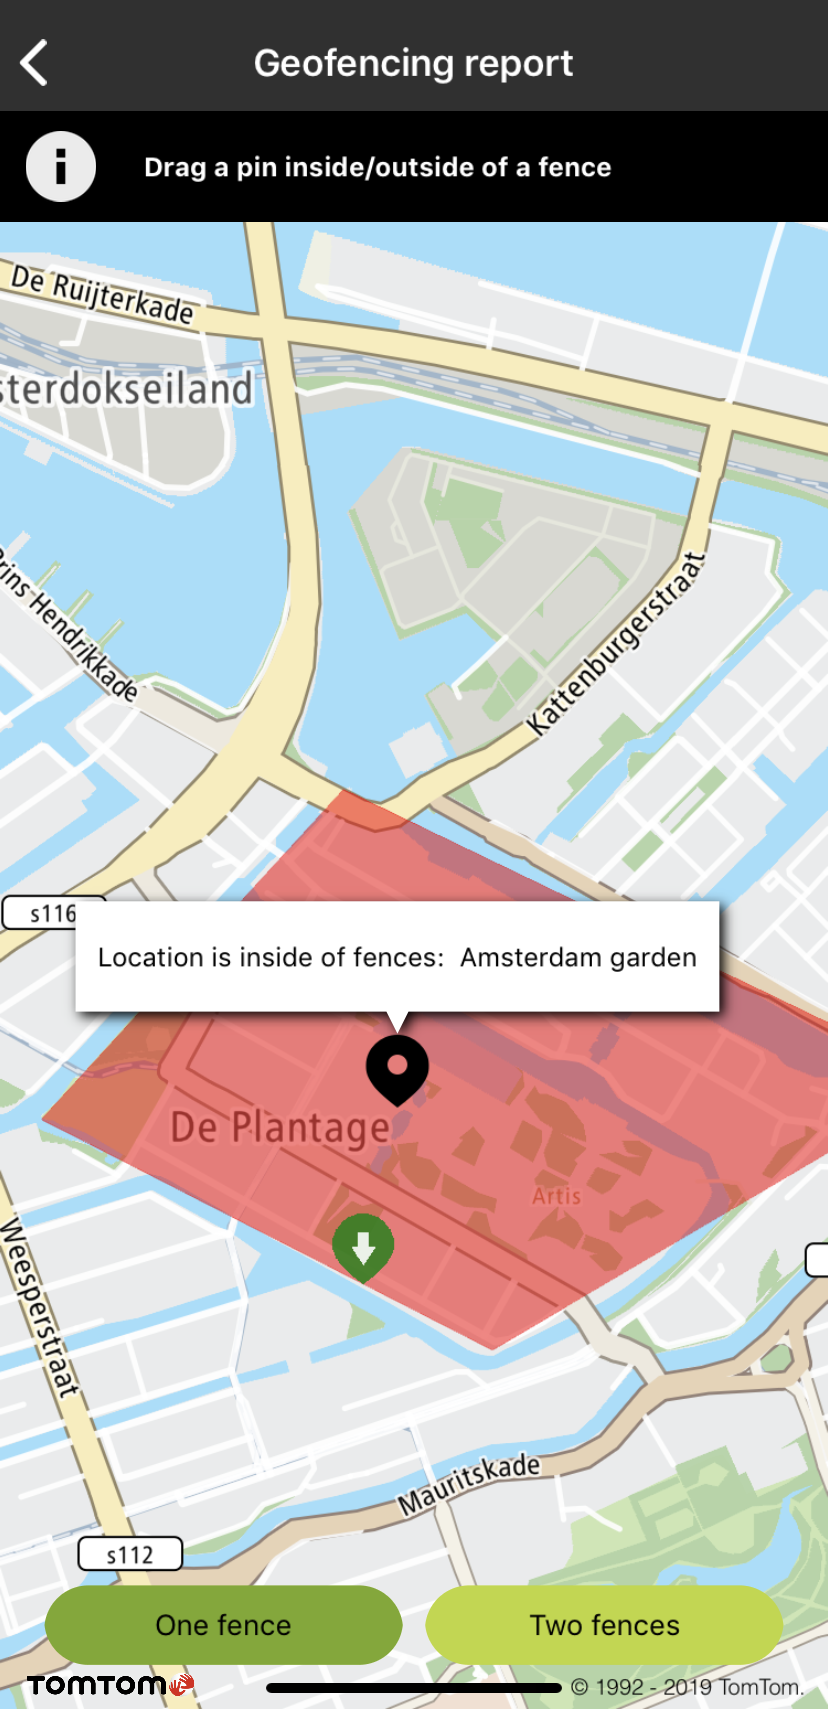 Geofencing report
i
Drag a pin inside/outside of a fence
De Ruijterkade
sterdokseiland
Prins Hendrikkade
Kattenburgerstraat
s116
Location is inside of fences: Amsterdam garden
De Plantage
Artis
Weesperstraat
Mauritskade
s112
One fence
Two fences
TOMTOM
© 1992 - 2019 TomTom.